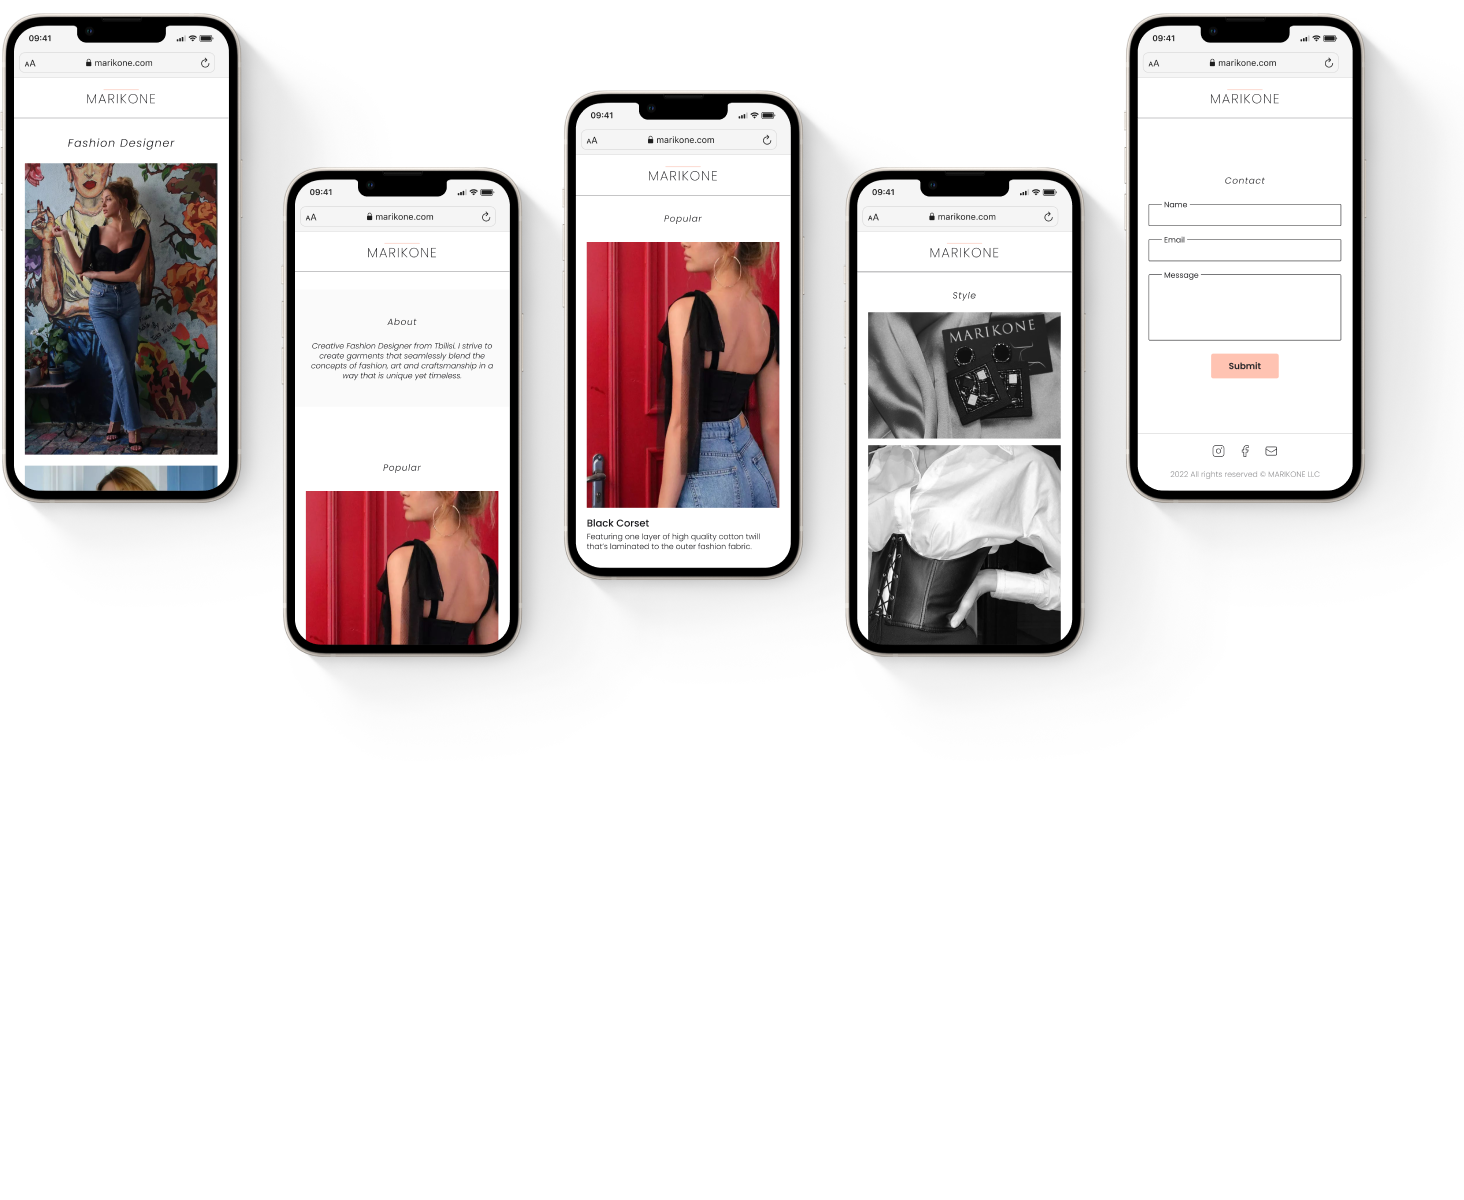 09:41
AA marikone.com
MARIKONE
Fashion Designer
09:41
AA marikone.com
MARIKONE
About
Creative Fashion Designer from Tbilisi. I strive to
create garments that seamlessly blend the
concepts of fashion, art and craftsmanship in a
way that is unique yet timeless.
Popular
09:41
AA marikone.com
MARIKONE
Popular
Black Corset
Featuring one layer of high quality cotton twill
that's laminated to the outer fashion fabric.
09:41
AA marikone.com
MARIKONE
Style
MARIKONE
09:41
AA marikone.com
MARIKONE
Contact
Name
Email
Message
Submit
2022 All rights reserved © MARIKONE LLC